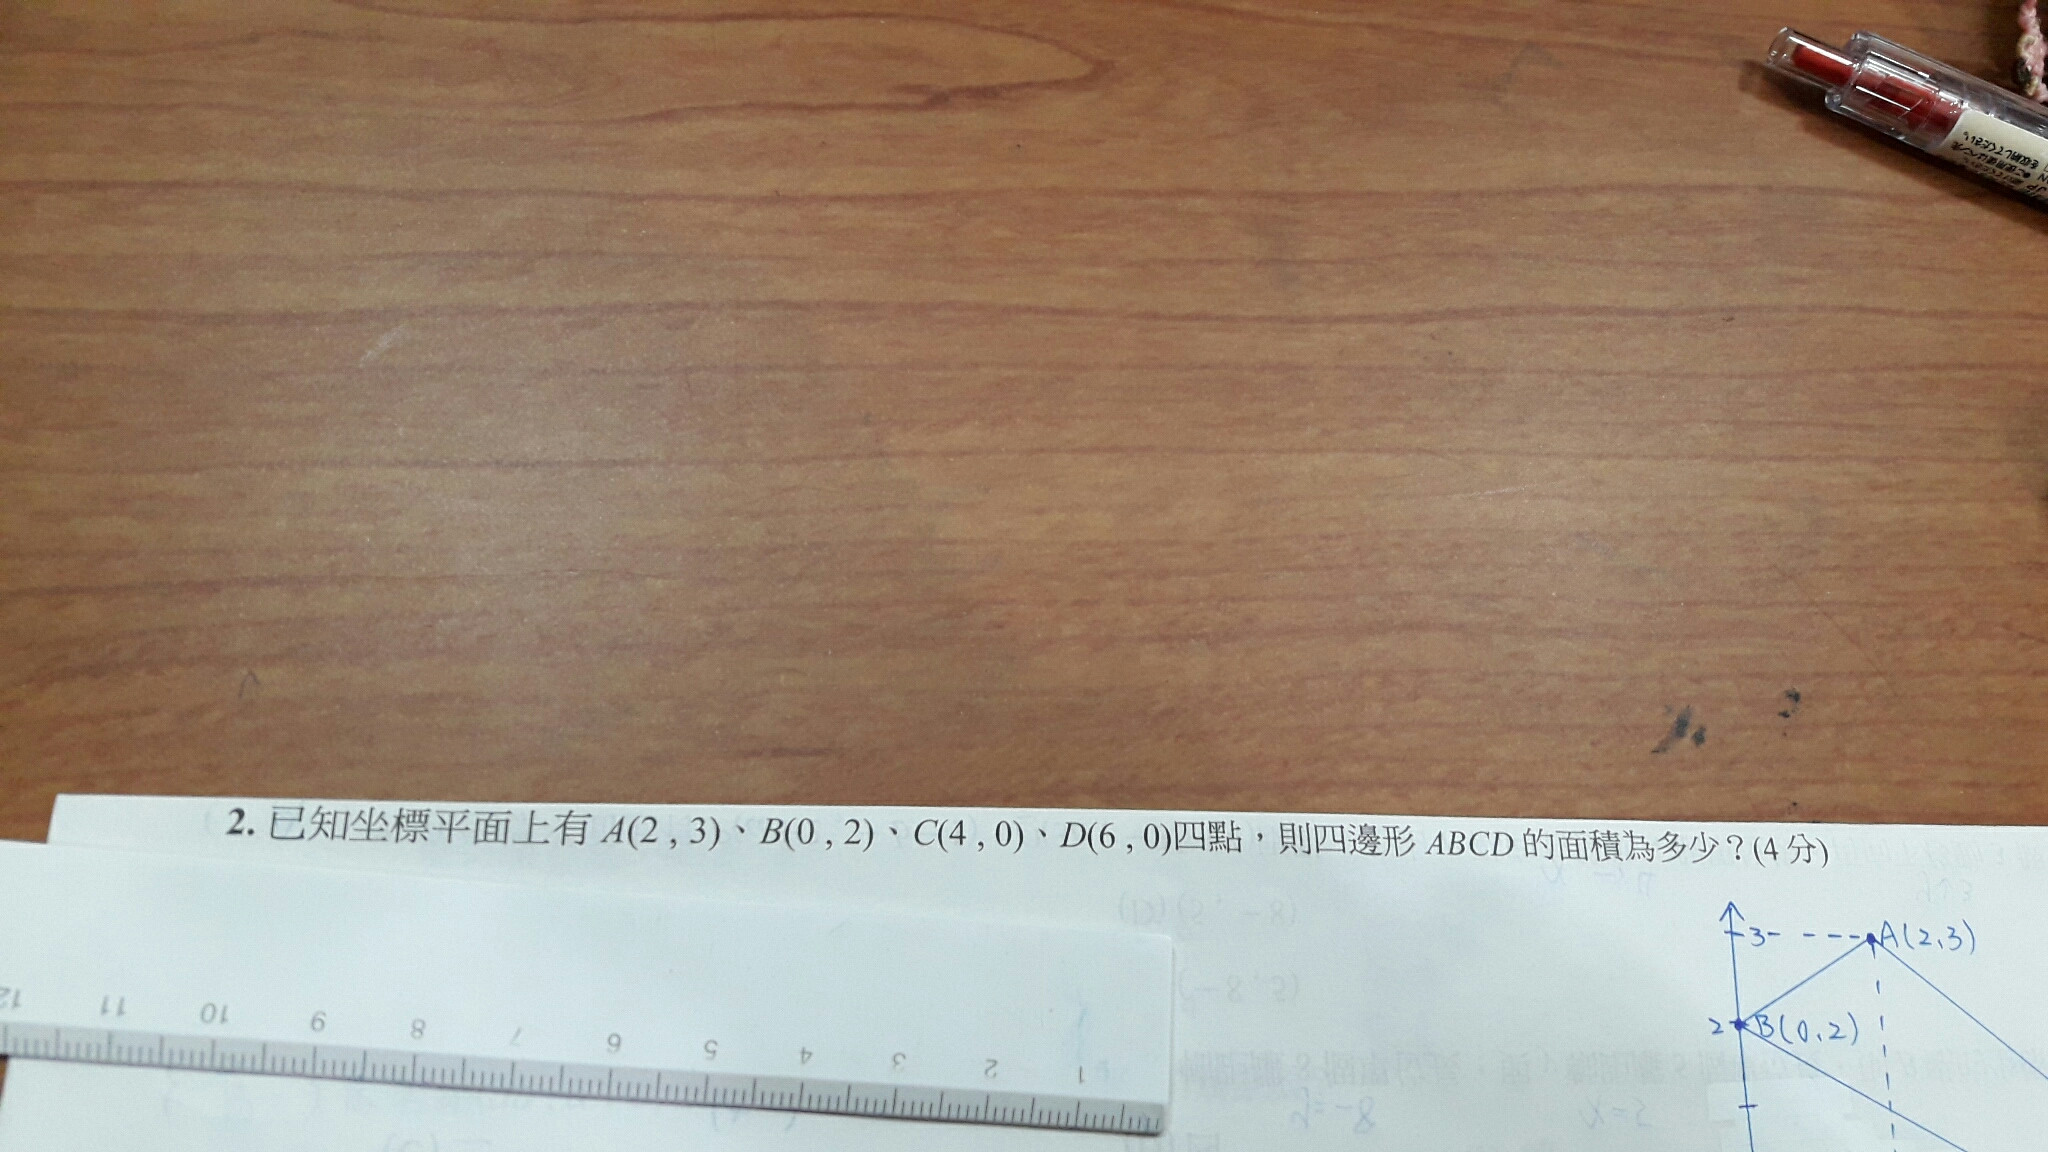 2. 已知坐標平面上有 A(2 , 3)、B(0 , 2)、C(4 , 0)、D(6 , 0)四點，則四邊形 ABCD 的面積為多少？(4 分)
3 A(2,3)
2 B(0,2)
12 11 10 9 8 7 6 5 4 3 2 1